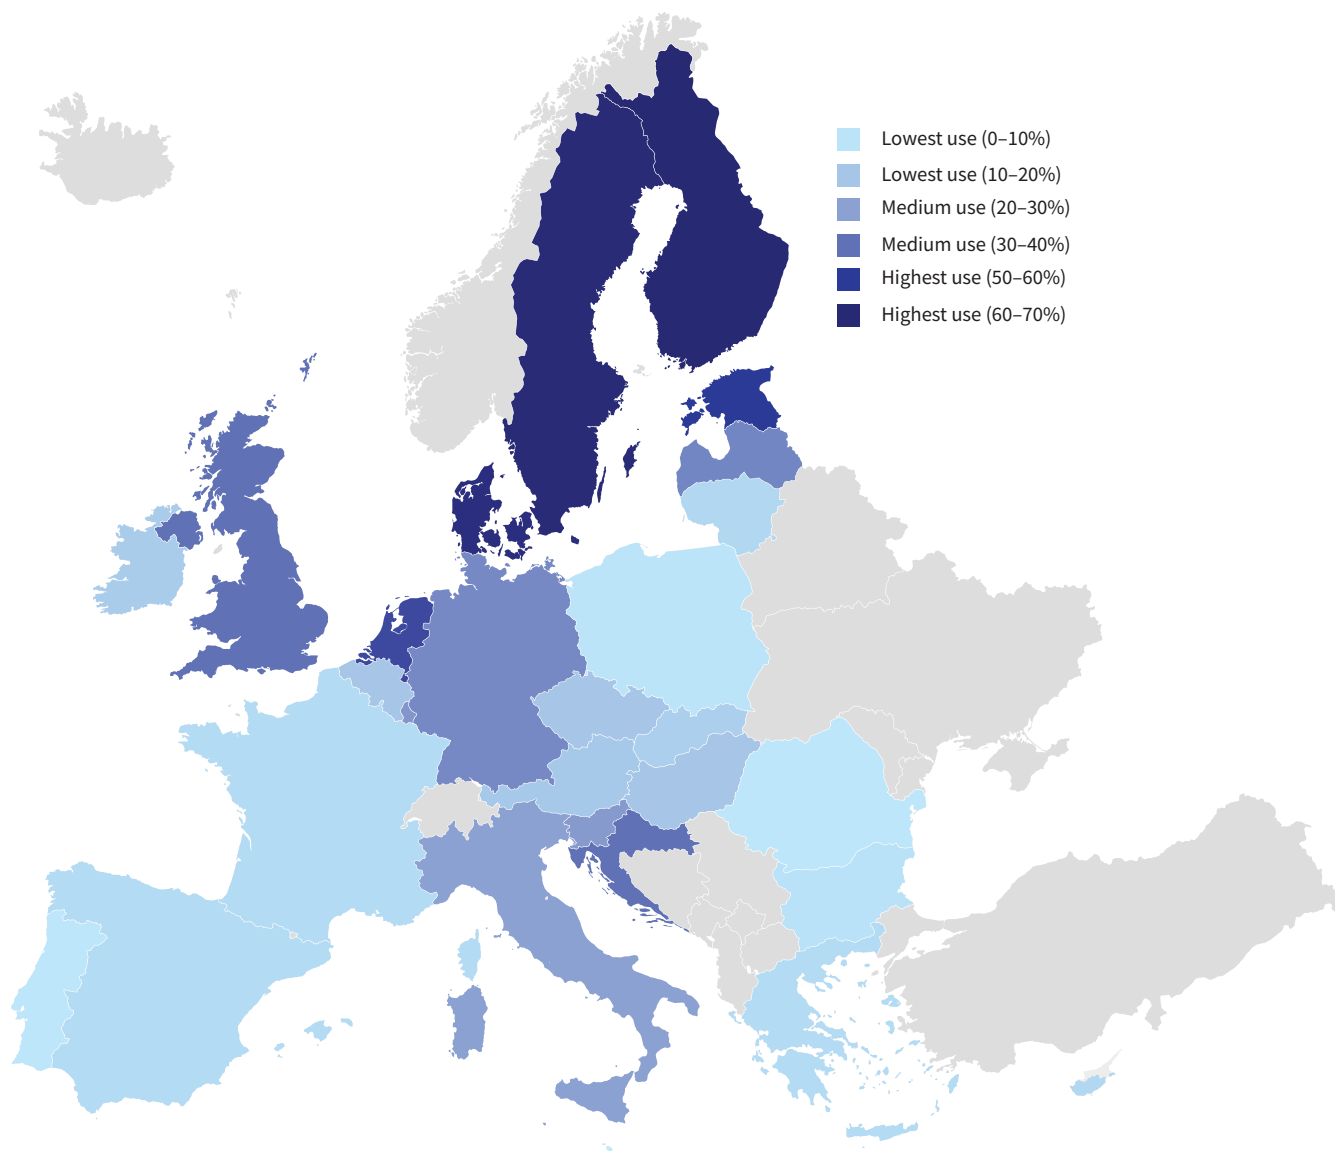 Lowest use (0–10%)
Lowest use (10–20%)
Medium use (20–30%)
Medium use (30–40%)
Highest use (50–60%)
Highest use (60–70%)